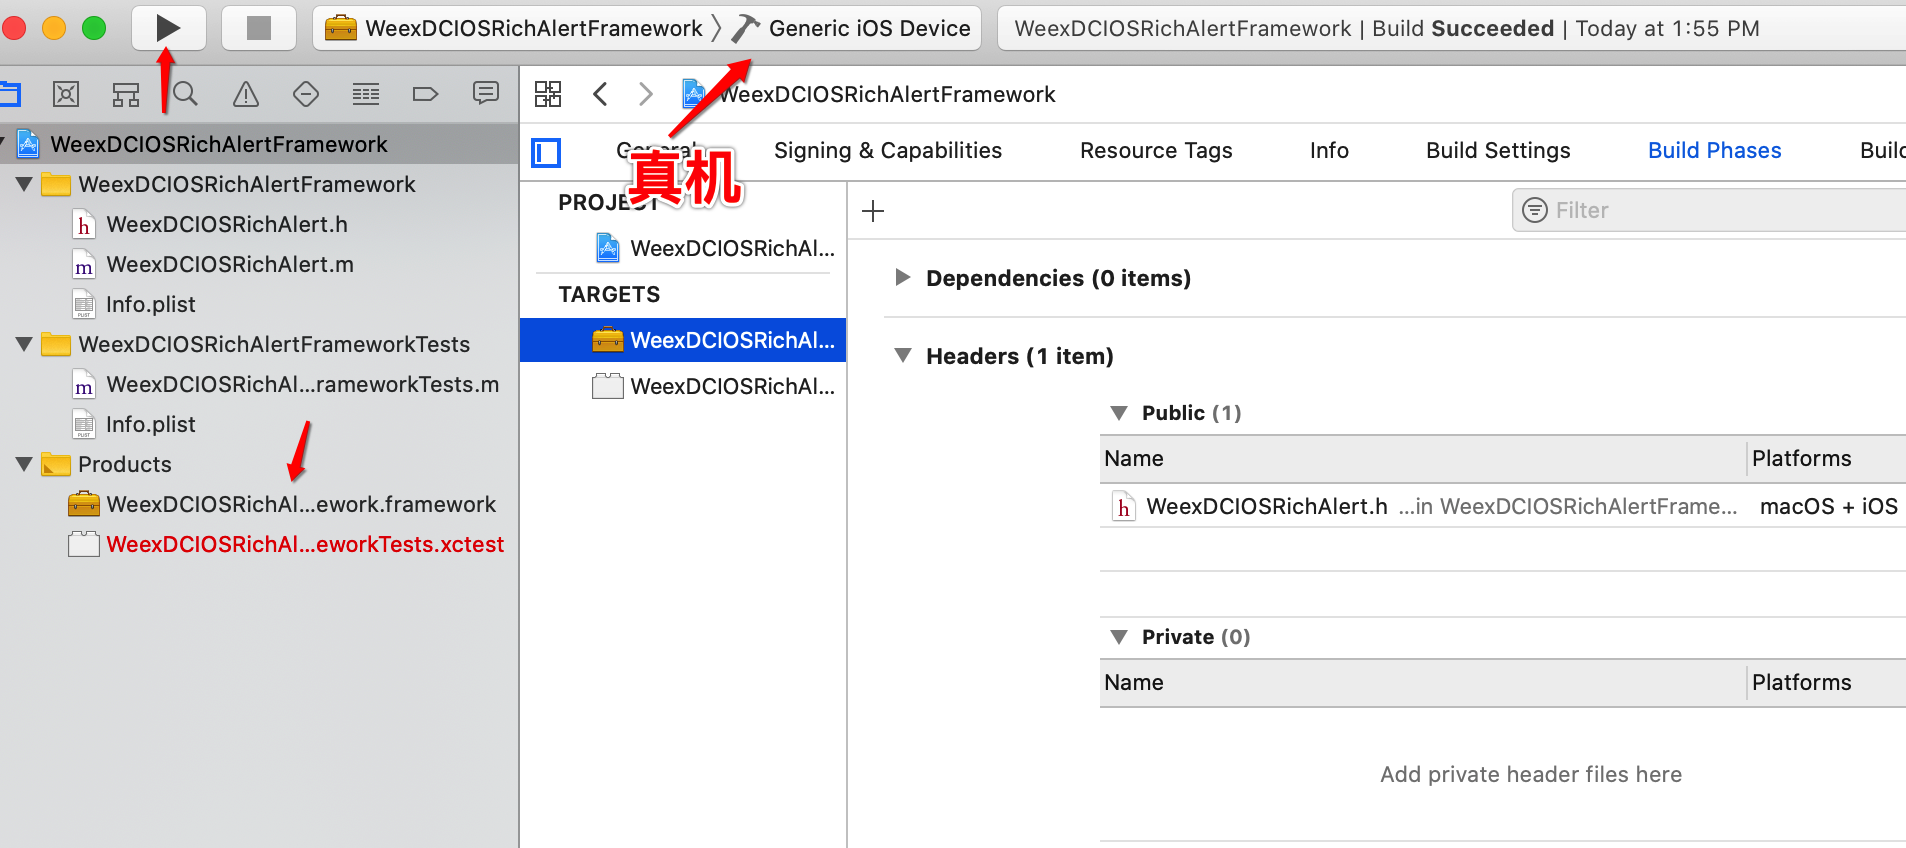 WeexDCIOSRichAlertFramework 〉 Generic iOS Device
WeexDCIOSRichAlertFramework | Build Succeeded | Today at 1:55 PM
WeexDCIOSRichAlertFramework
WeexDCIOSRichAlertFramework
WeexDCIOSRichAlert.h
WeexDCIOSRichAlert.m
Info.plist
WeexDCIOSRichAlertFrameworkTests
WeexDCIOSRichAl...rameworkTests.m
Info.plist
Products
WeexDCIOSRichAl...ework.framework
WeexDCIOSRichAl...eworkTests.xctest
WeexDCIOSRichAlertFramework
General
Signing & Capabilities
Resource Tags
Info
Build Settings
Build Phases
Build
真机
PROJECT
WeexDCIOSRichAl...
TARGETS
WeexDCIOSRichAl...
WeexDCIOSRichAl...
Filter
Dependencies (0 items)
Headers (1 item)
Public (1)
Name
Platforms
WeexDCIOSRichAlert.h ...in WeexDCIOSRichAlertFrame...
macOS + iOS
Private (0)
Name
Platforms
Add private header files here